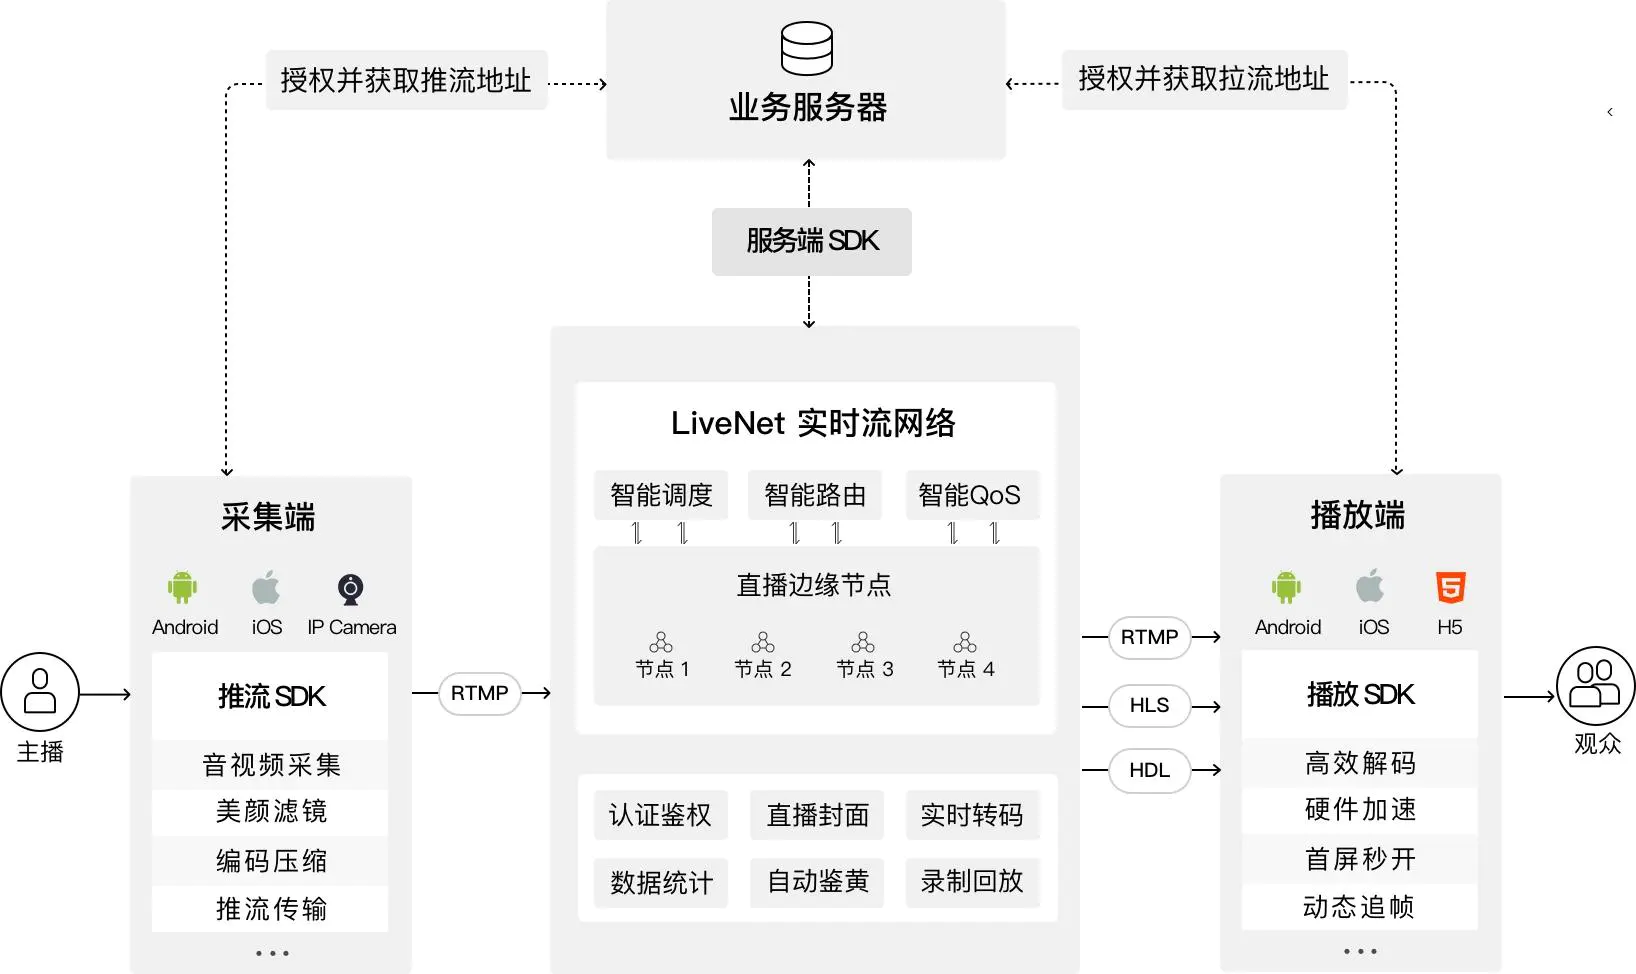 授权并获取推流地址
业务服务器
授权并获取拉流地址
服务端 SDK
LiveNet 实时流网络
智能调度
智能路由
智能QoS
直播边缘节点
节点 1
节点 2
节点 3
节点 4
认证鉴权
直播封面
实时转码
数据统计
自动鉴黄
录制回放
采集端
Android
iOS
IP Camera
推流 SDK
音视频采集
美颜滤镜
编码压缩
推流传输
...
主播
RTMP
RTMP
HLS
HDL
播放端
Android
iOS
H5
播放 SDK
高效解码
硬件加速
首屏秒开
动态追帧
...
观众